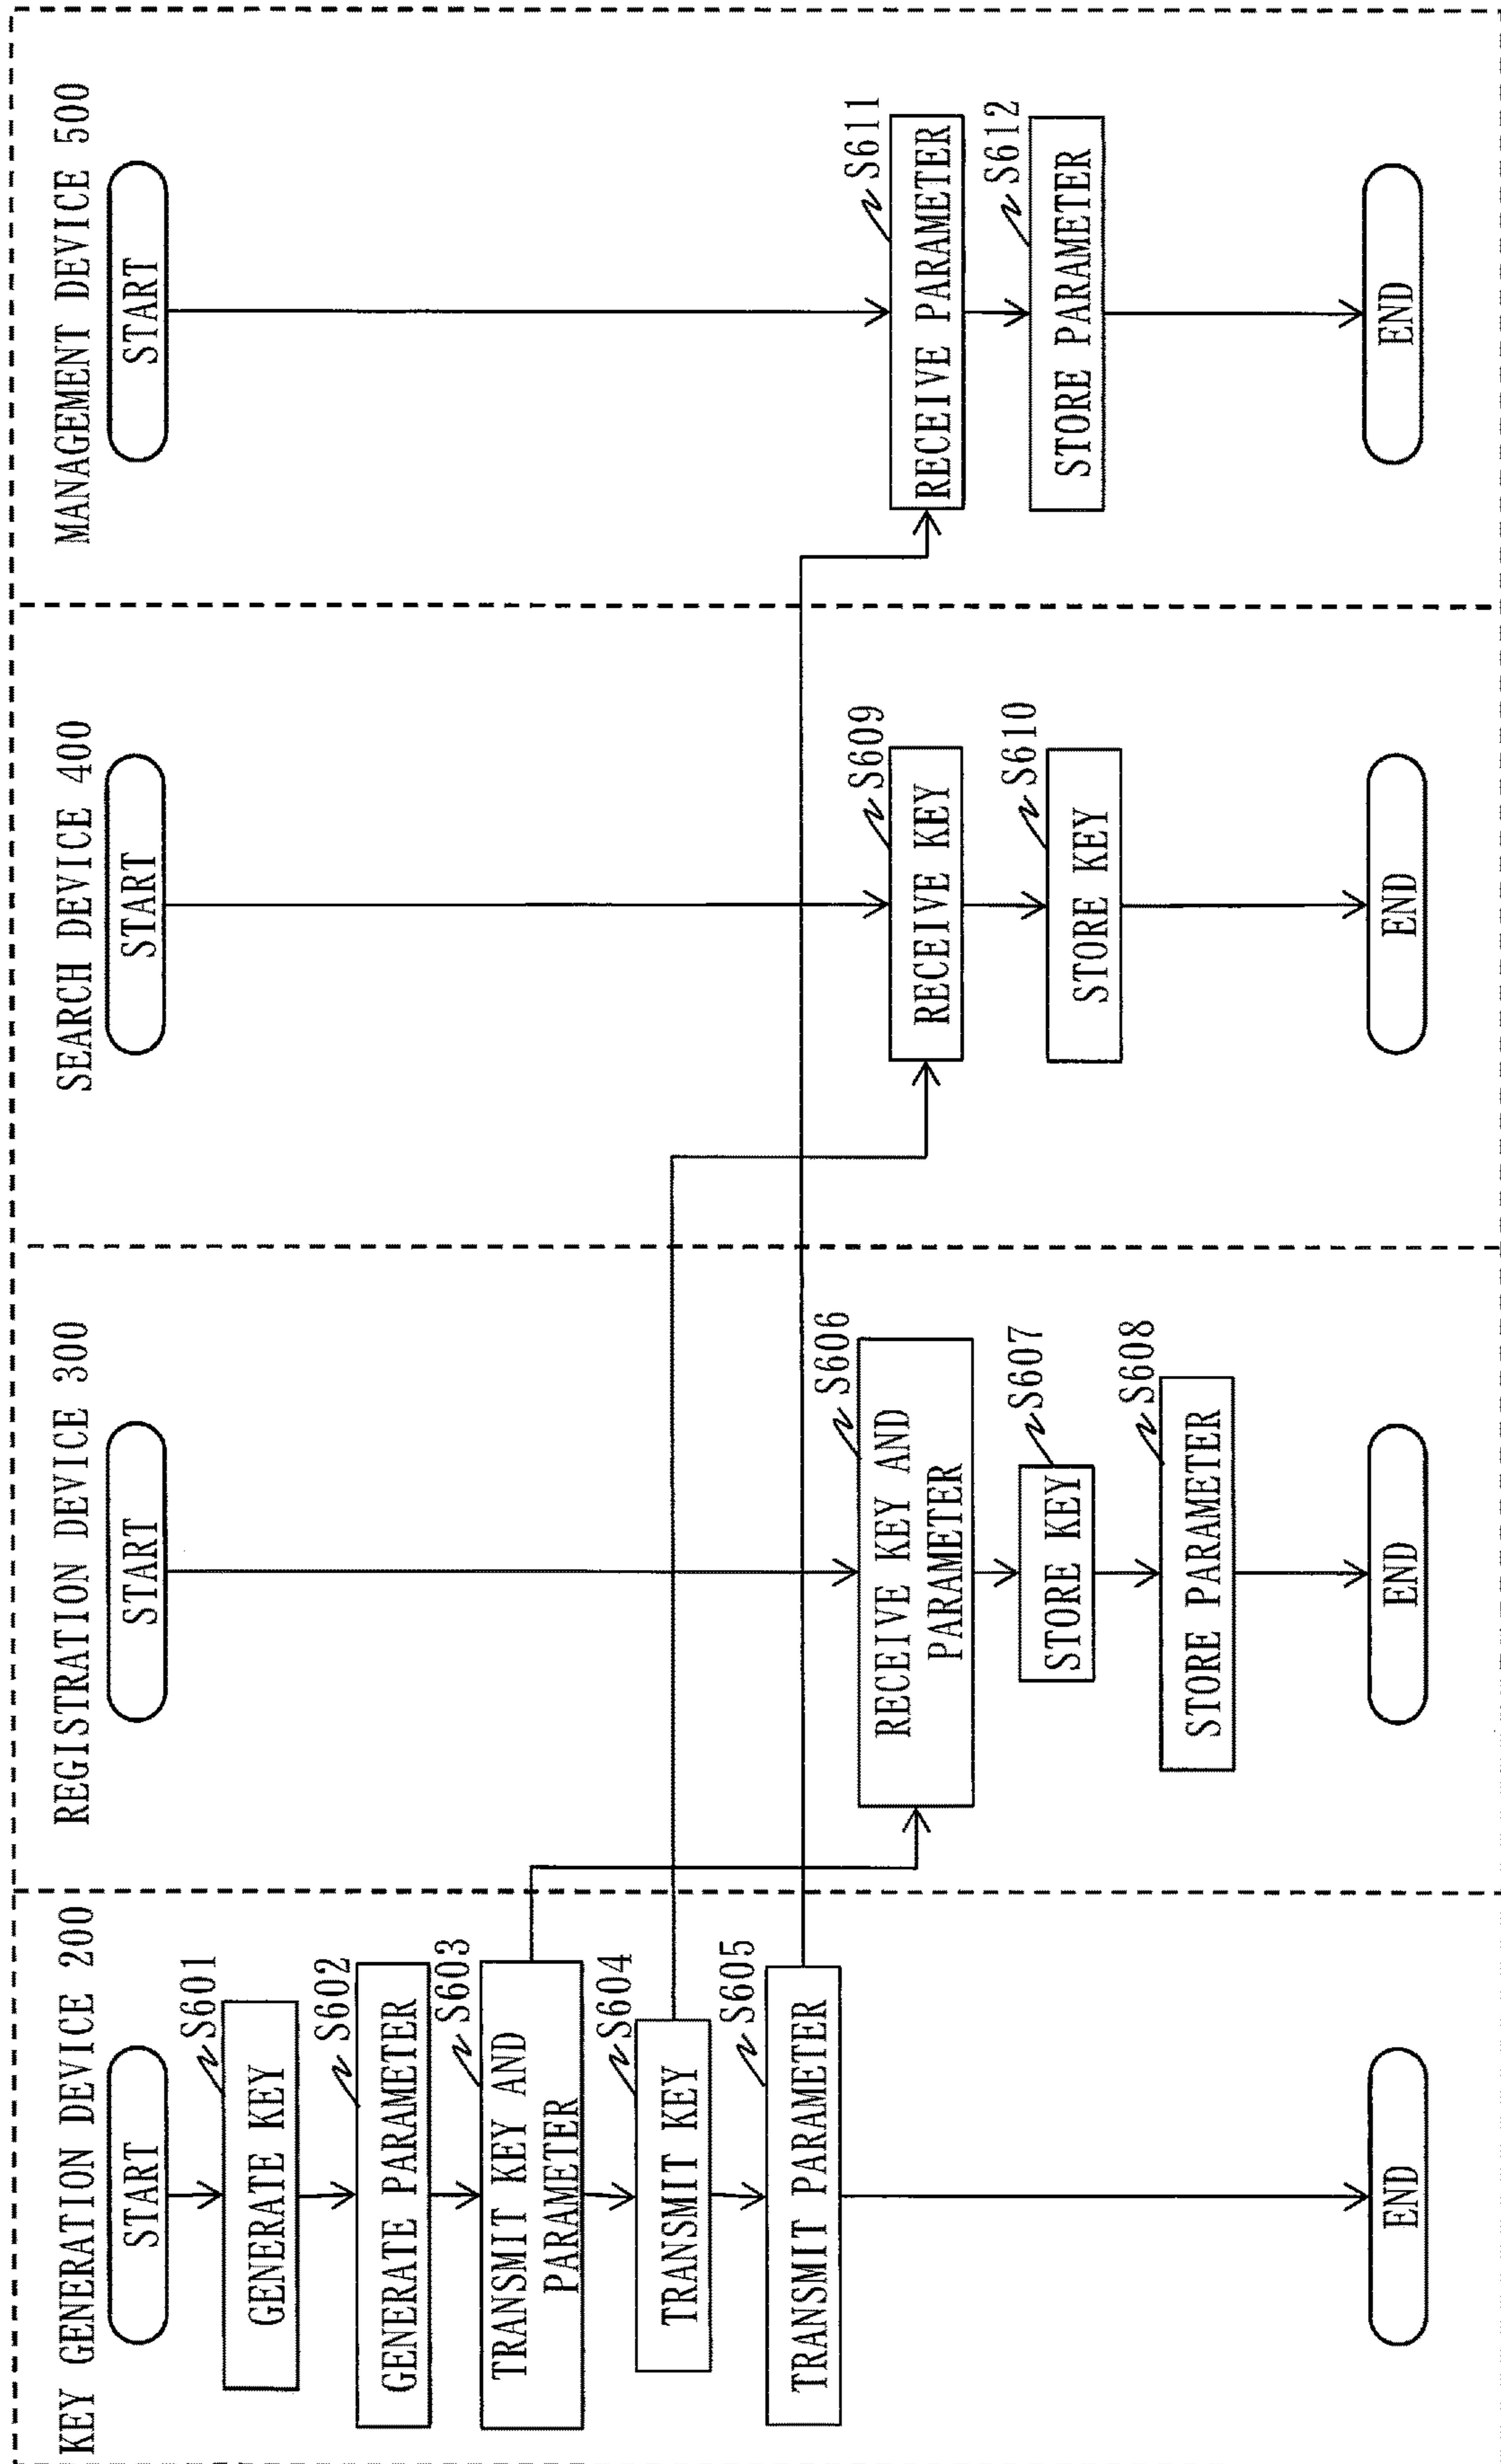 KEY GENERATION DEVICE 200
START
S601
GENERATE KEY
S602
GENERATE PARAMETER
S603
TRANSMIT KEY AND
PARAMETER
S604
TRANSMIT KEY
S605
TRANSMIT PARAMETER
END
REGISTRATION DEVICE 300
START
S606
RECEIVE KEY AND
PARAMETER
S607
STORE KEY
S608
STORE PARAMETER
END
SEARCH DEVICE 400
START
S609
RECEIVE KEY
S610
STORE KEY
END
MANAGEMENT DEVICE 500
START
S611
RECEIVE PARAMETER
S612
STORE PARAMETER
END